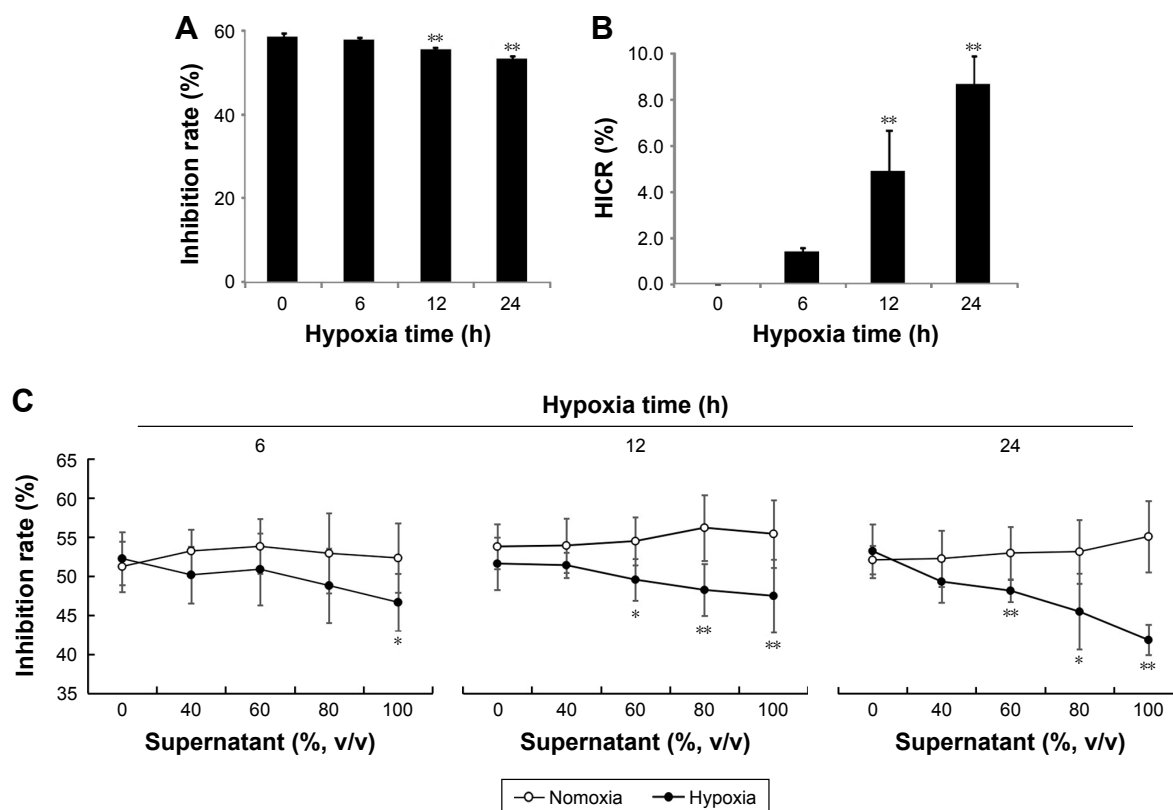 A
Inhibition rate (%)
60
40
20
0
** **
0 6 12 24
Hypoxia time (h)
B
HICR (%)
10.0
8.0
6.0
4.0
2.0
0.0
** **
0 6 12 24
Hypoxia time (h)
C
Hypoxia time (h)
6 12 24
Inhibition rate (%)
65
60
55
50
45
40
35
*
* ** **
** * **
0 40 60 80 100
0 40 60 80 100
0 40 60 80 100
Supernatant (%, v/v)
Supernatant (%, v/v)
Supernatant (%, v/v)
Nomoxia Hypoxia